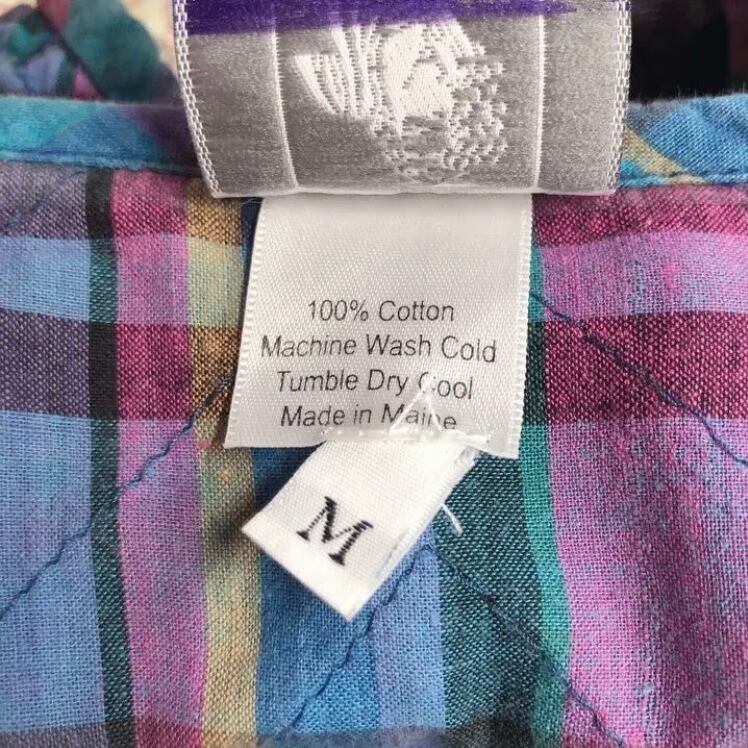 100% Cotton
Machine Wash Cold
Tumble Dry Cool
Made in Maine
M